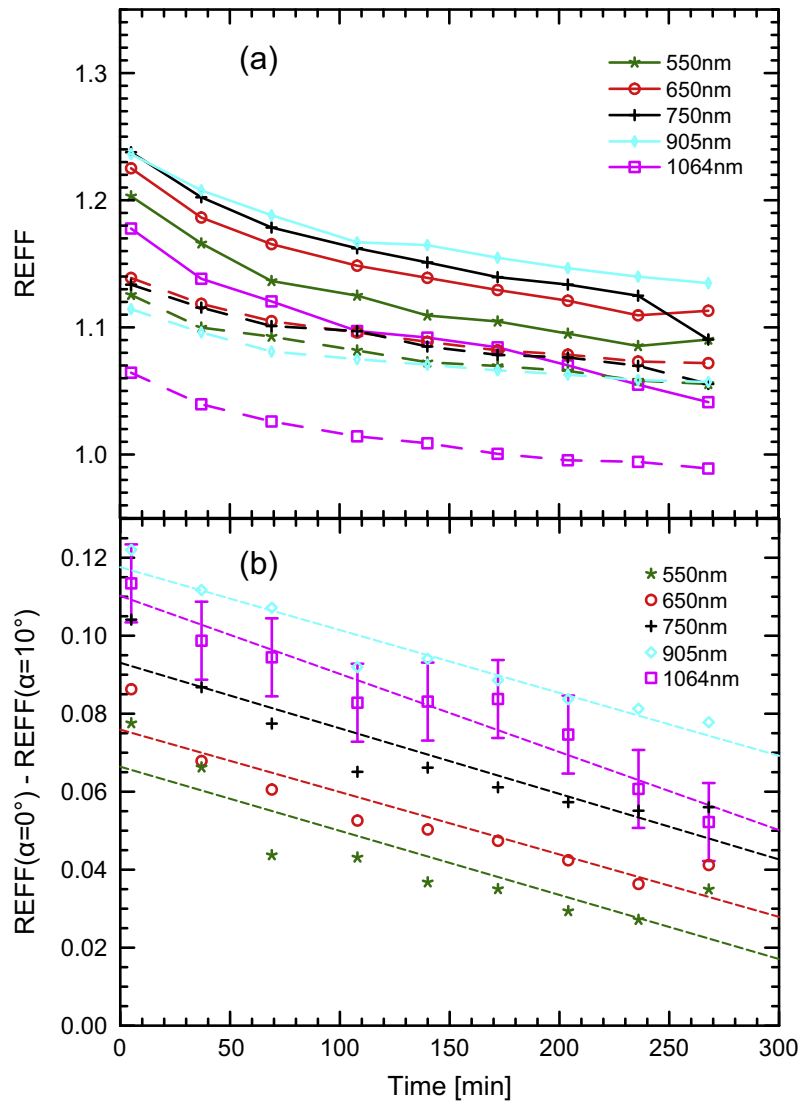 (a)
550nm
650nm
750nm
905nm
1064nm
1.3
1.2
1.1
1.0
REFF
(b)
550nm
650nm
750nm
905nm
1064nm
0.12
0.10
0.08
0.06
0.04
0.02
0.00
REFF(α=0°) - REFF(α=10°)
0 50 100 150 200 250 300
Time [min]